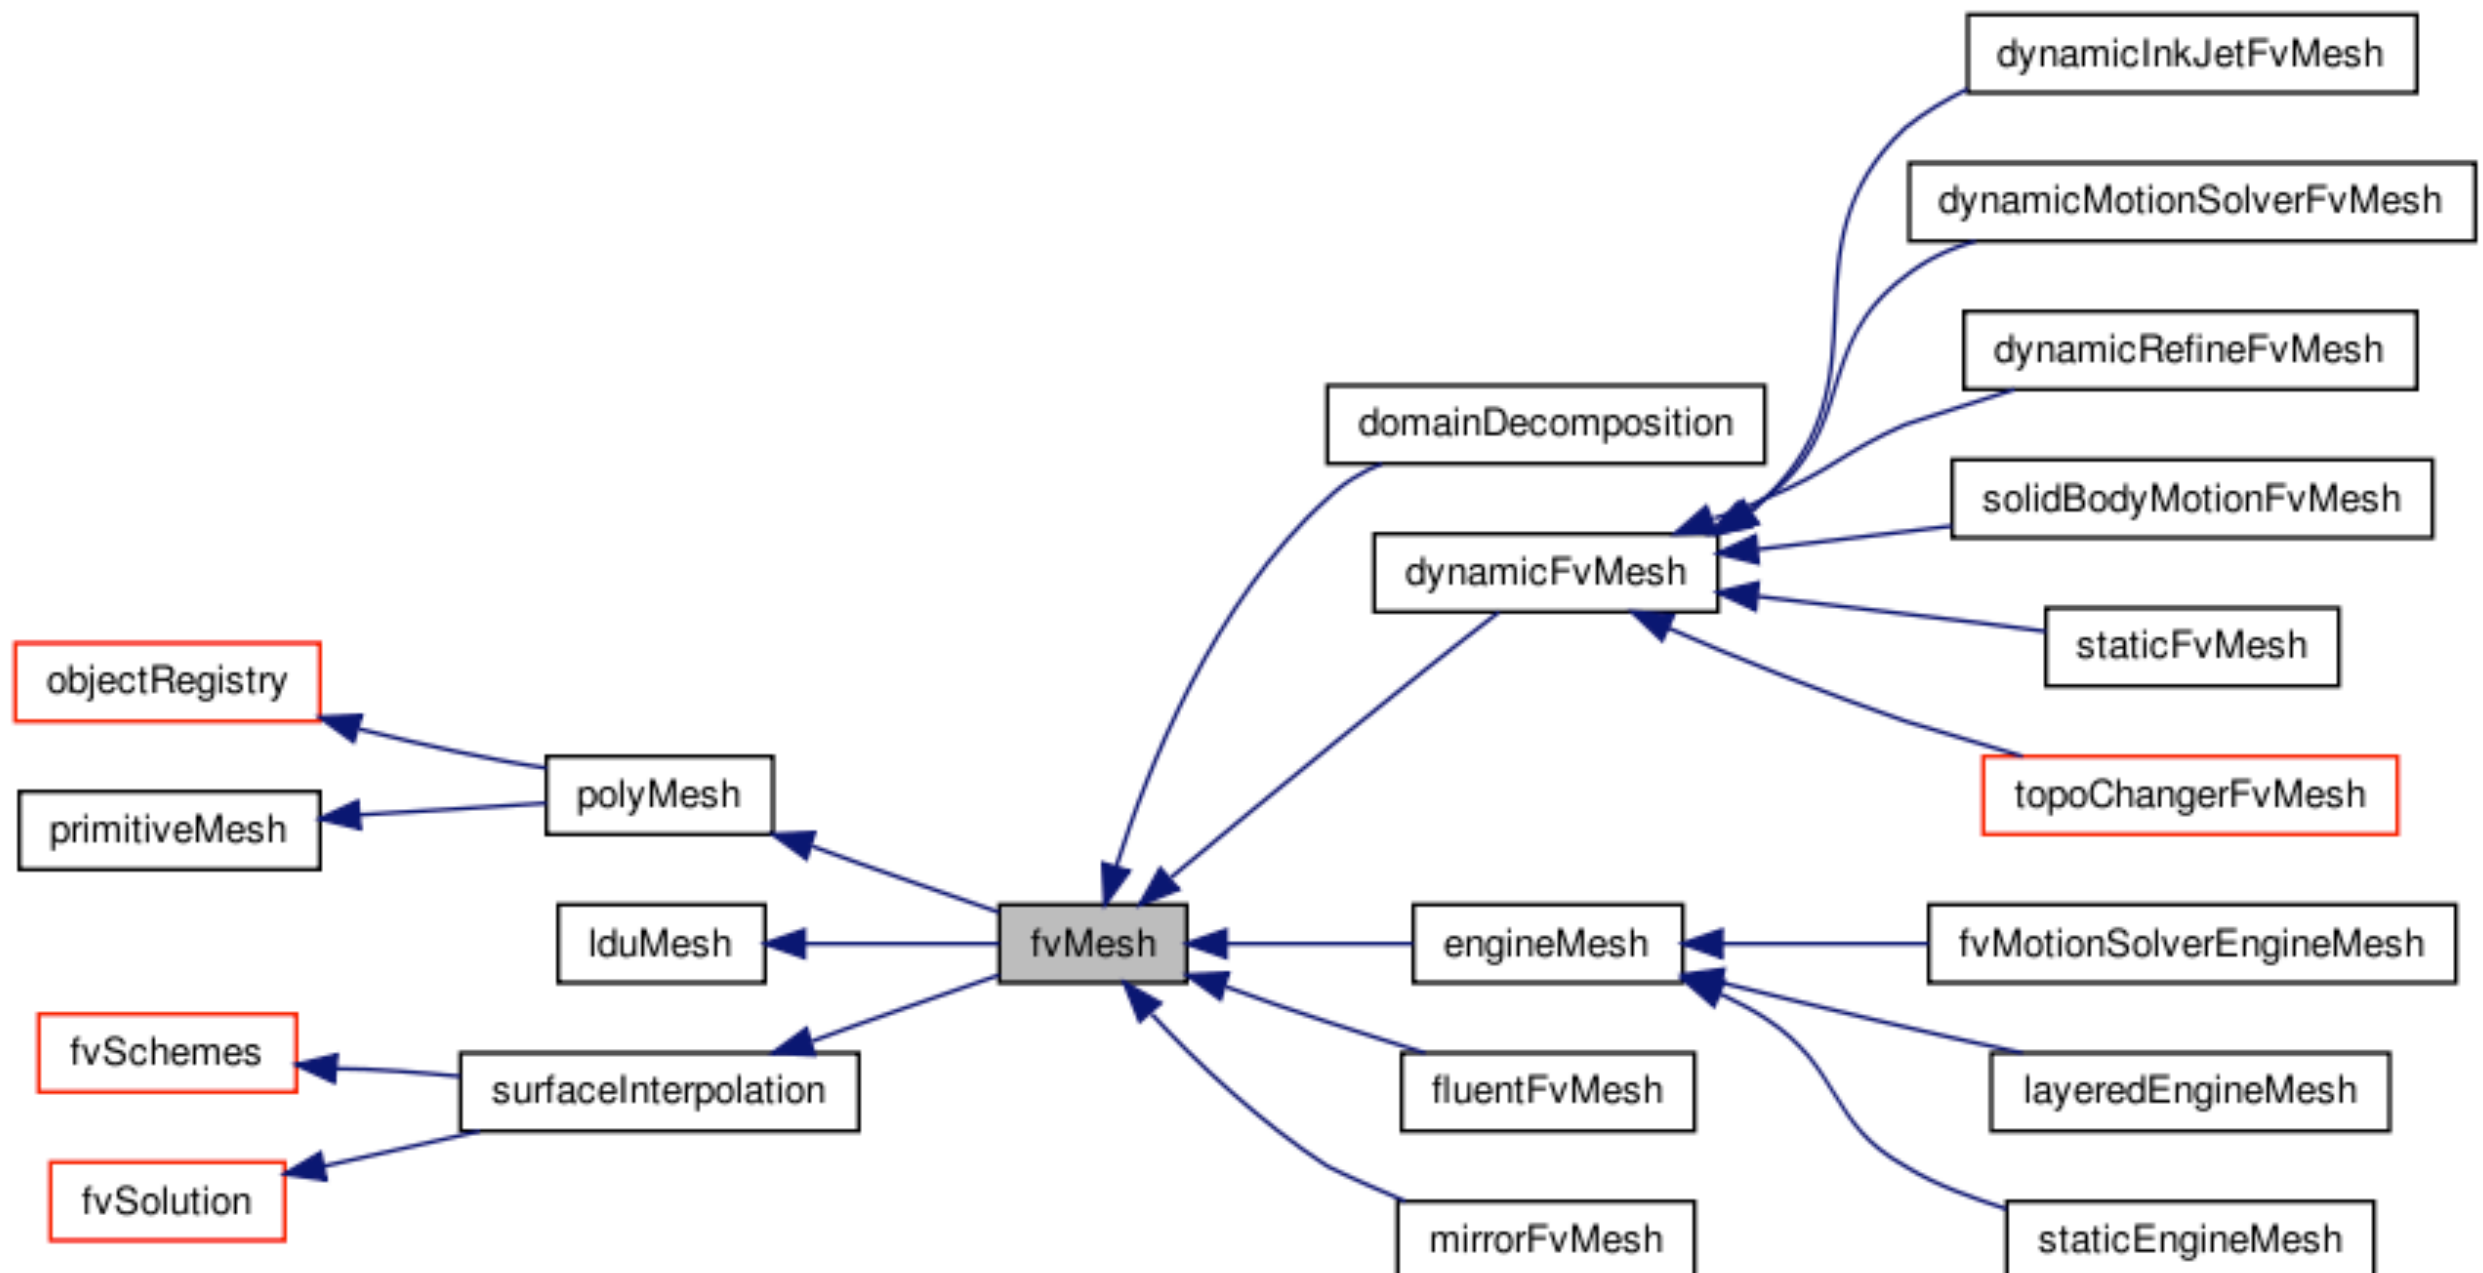 dynamicInkJetFvMesh
dynamicMotionSolverFvMesh
dynamicRefineFvMesh
domainDecomposition
solidBodyMotionFvMesh
dynamicFvMesh
staticFvMesh
objectRegistry
polyMesh
topoChangerFvMesh
primitiveMesh
lduMesh
fvMesh
engineMesh
fvMotionSolverEngineMesh
fvSchemes
surfaceInterpolation
fluentFvMesh
layeredEngineMesh
fvSolution
mirrorFvMesh
staticEngineMesh